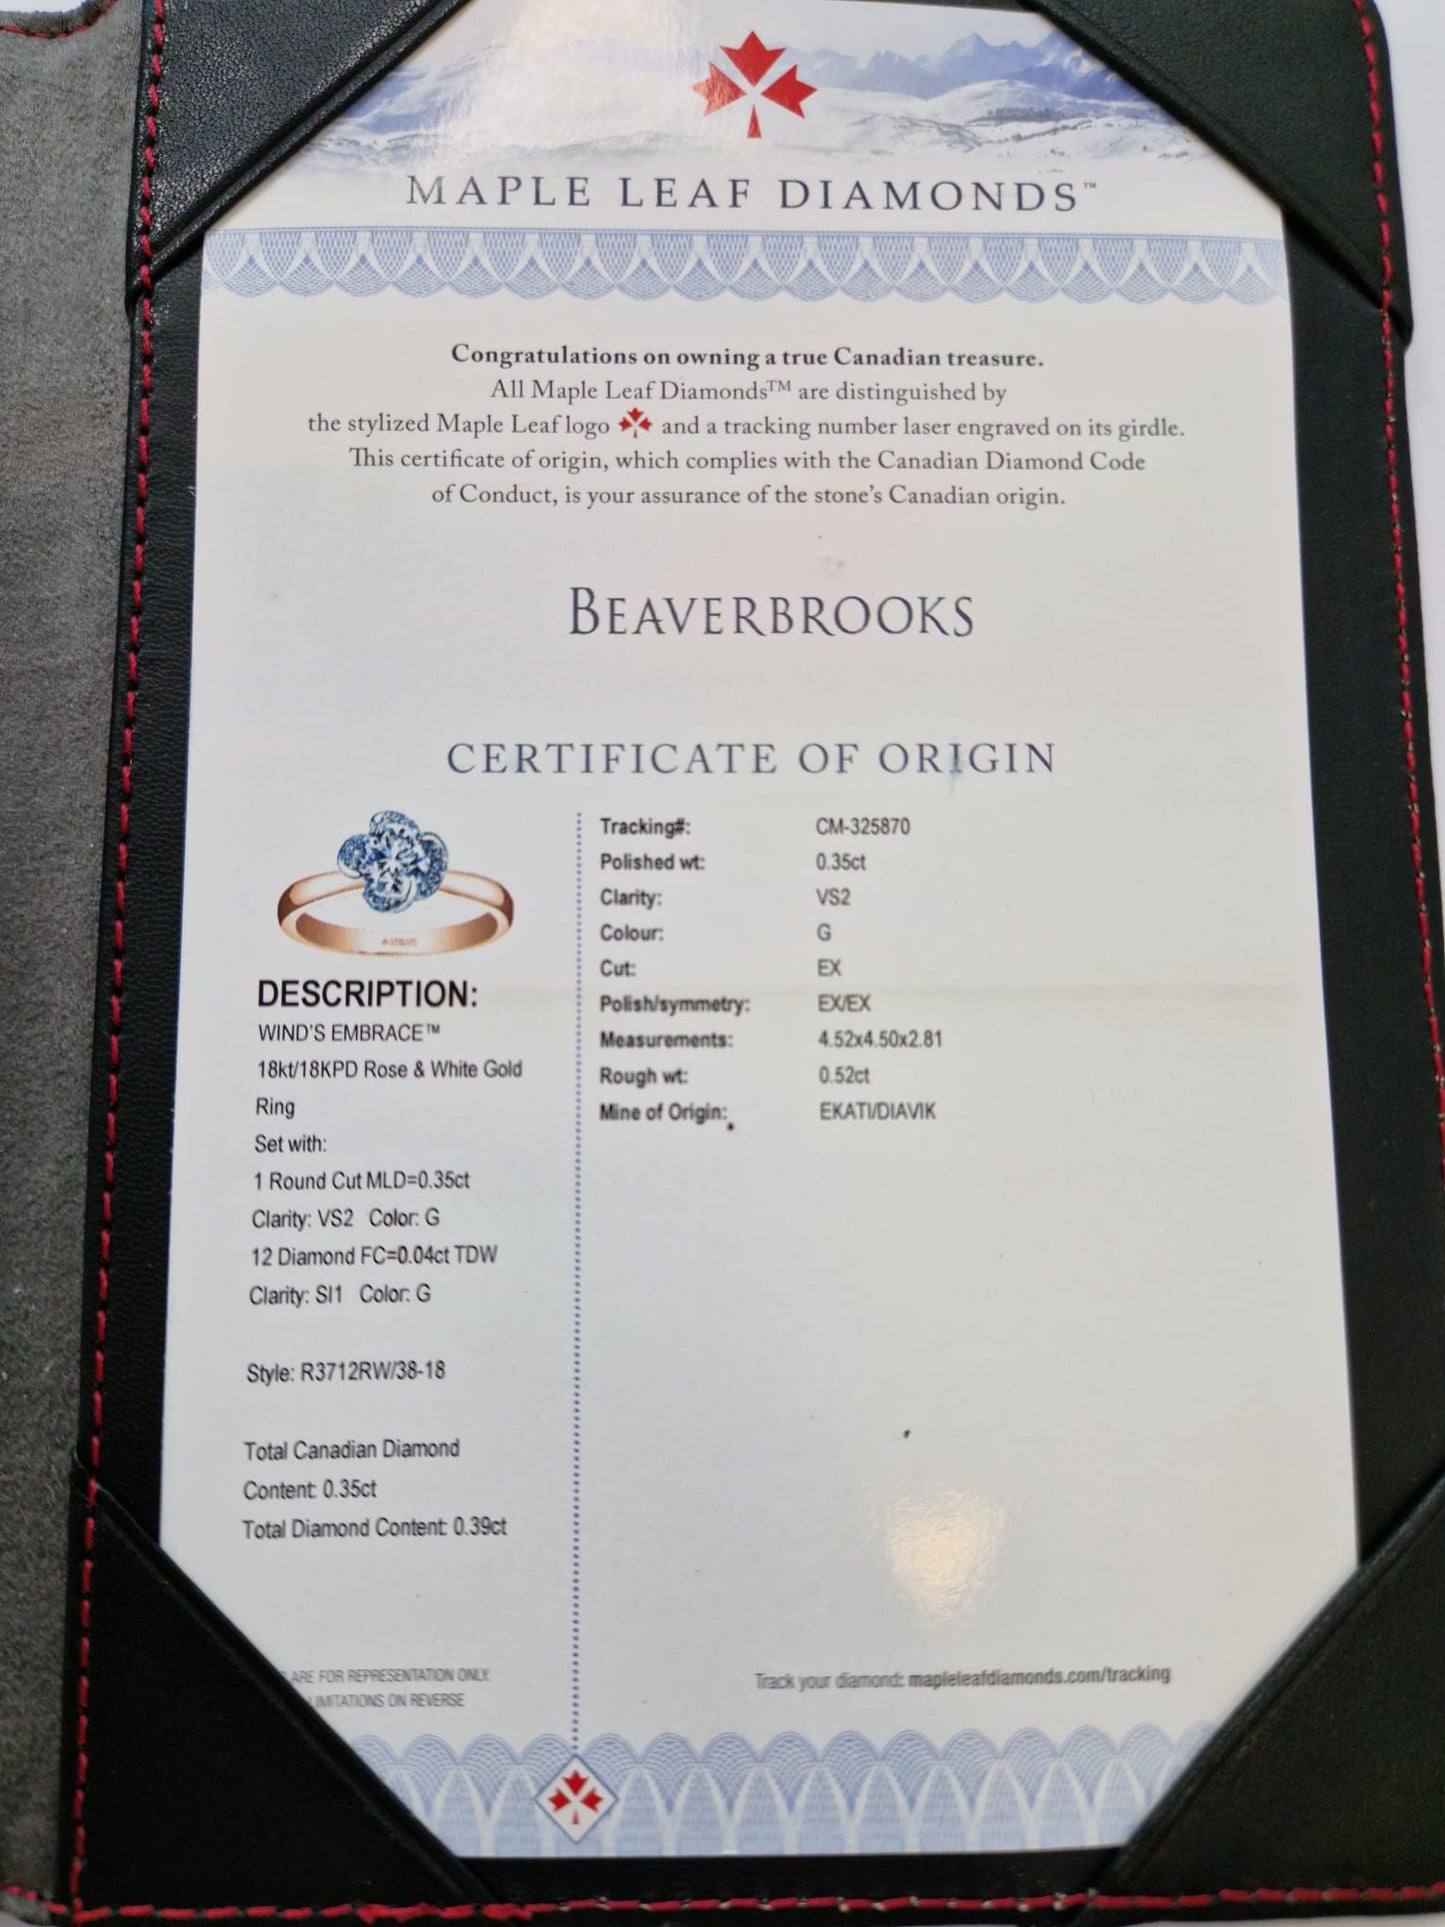 MAPLE LEAF DIAMONDS™
Congratulations on owning a true Canadian treasure.
All Maple Leaf Diamonds™ are distinguished by
the stylized Maple Leaf logo and a tracking number laser engraved on its girdle.
This certificate of origin, which complies with the Canadian Diamond Code
of Conduct, is your assurance of the stone's Canadian origin.
BEAVERBROOKS
CERTIFICATE OF ORIGIN
DESCRIPTION:
WIND'S EMBRACE™
18kt/18KPD Rose & White Gold
Ring
Set with:
1 Round Cut MLD=0.35ct
Clarity: VS2 Color: G
12 Diamond FC=0.04ct TDW
Clarity: SI1 Color: G
Style: R3712RW/38-18
Total Canadian Diamond
Content: 0.35ct
Total Diamond Content: 0.39ct
ARE FOR REPRESENTATION ONLY.
LIMITATIONS ON REVERSE
Tracking#: CM-325870
Polished wt: 0.35ct
Clarity: VS2
Colour: G
Cut: EX
Polish/symmetry: EX/EX
Measurements: 4.52x4.50x2.81
Rough wt: 0.52ct
Mine of Origin: EKATI/DIAVIK
Track your diamond: mapleleafdiamonds.com/tracking